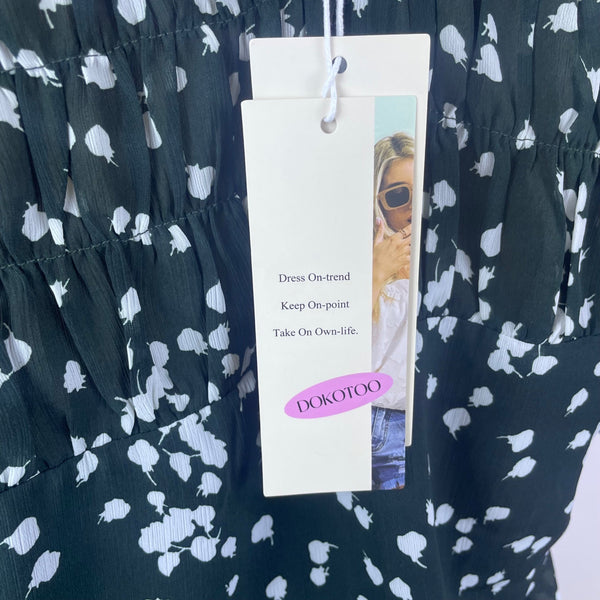 Dress On-trend
Keep On-point
Take On Own-life.
DOKOTOO